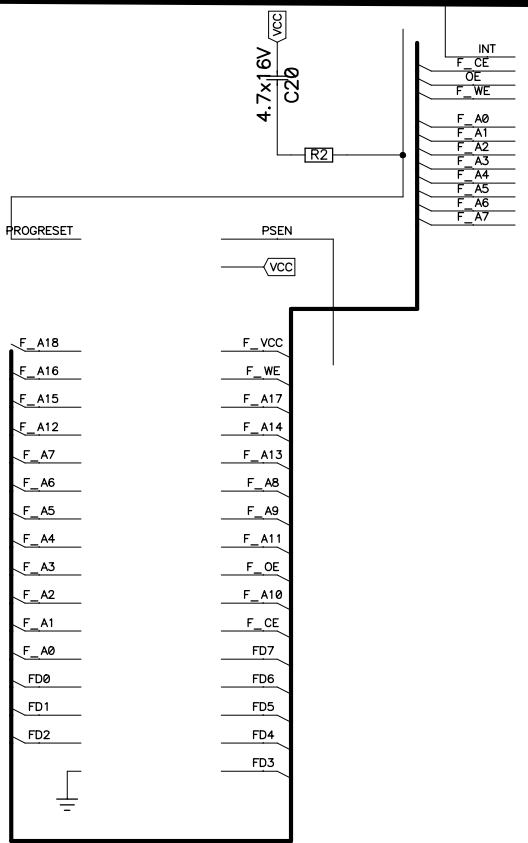 VCC
4.7x16V
C20
R2
INT
F_CE
OE
F_WE
F_A0
F_A1
F_A2
F_A3
F_A4
F_A5
F_A6
F_A7
PROGRESET
PSEN
VCC
F_A18
F_VCC
F_A16
F_WE
F_A15
F_A17
F_A12
F_A14
F_A7
F_A13
F_A6
F_A8
F_A5
F_A9
F_A4
F_A11
F_A3
F_OE
F_A2
F_A10
F_A1
F_CE
F_A0
FD7
FD0
FD6
FD1
FD5
FD2
FD4
FD3